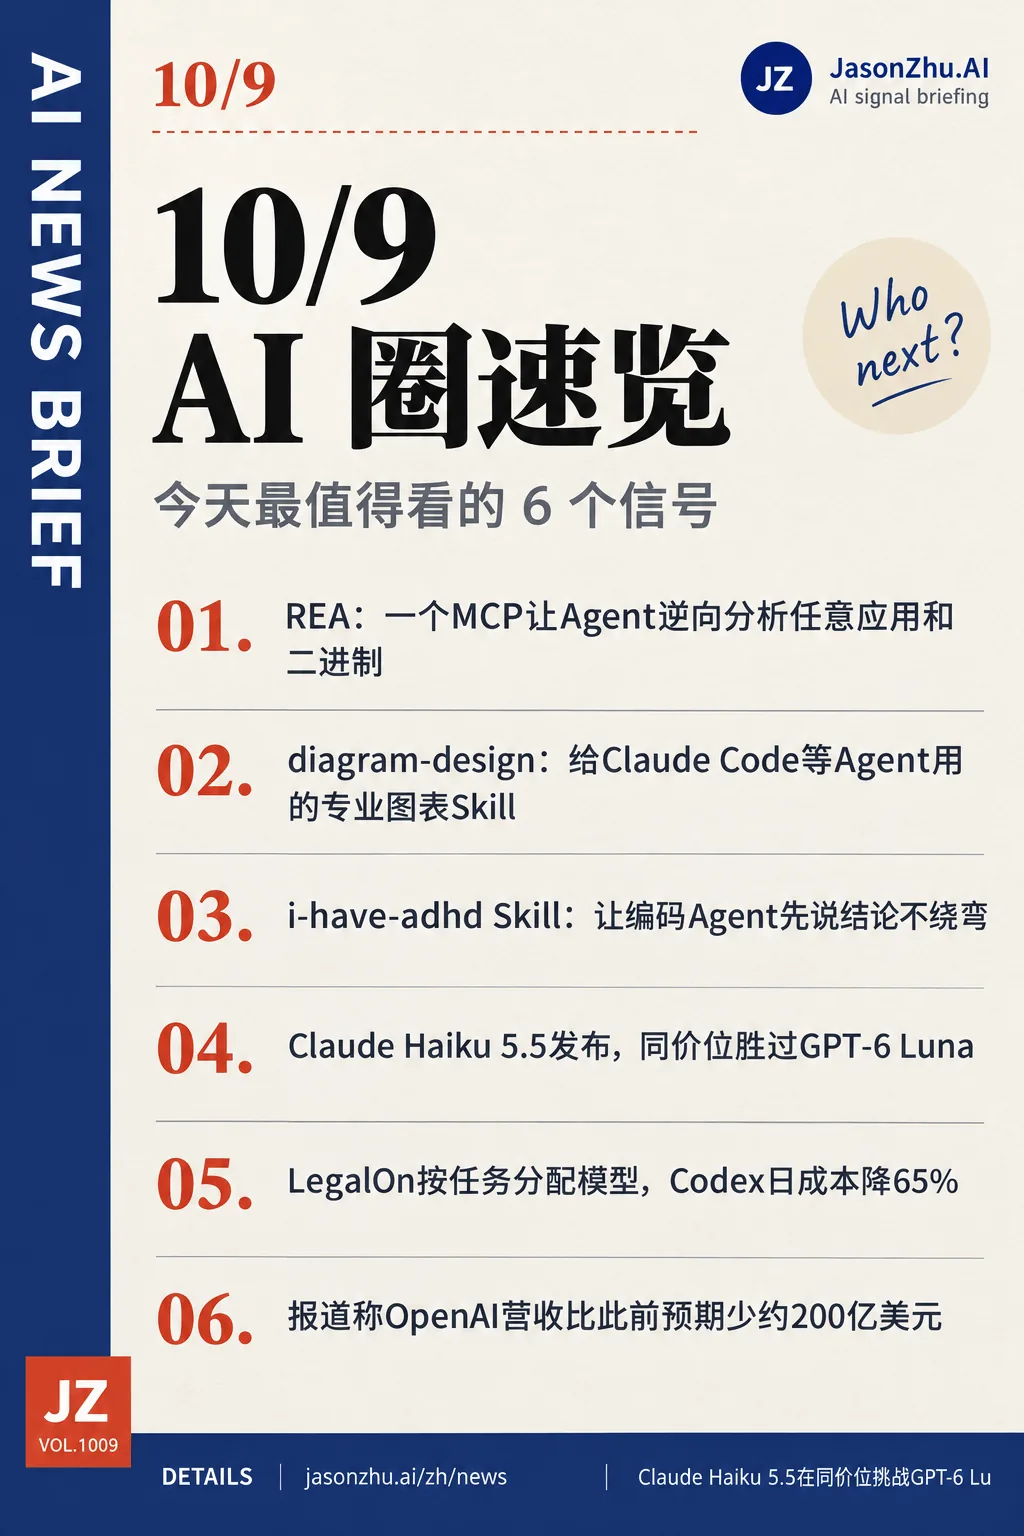 AI NEWS BRIEF
10/9
JZ
JasonZhu.AI
AI signal briefing
10/9
AI 圈速览
Who
next?
今天最值得看的 6 个信号
01.
REA：一个MCP让Agent逆向分析任意应用和
二进制
02.
diagram-design：给Claude Code等Agent用
的专业图表Skill
03.
i-have-adhd Skill：让编码Agent先说结论不绕弯
04.
Claude Haiku 5.5发布，同价位胜过GPT-6 Luna
05.
LegalOn按任务分配模型，Codex日成本降65%
06.
报道称OpenAI营收比此前预期少约200亿美元
JZ
VOL.1009
DETAILS
jasonzhu.ai/zh/news
Claude Haiku 5.5在同价位挑战GPT-6 Lu